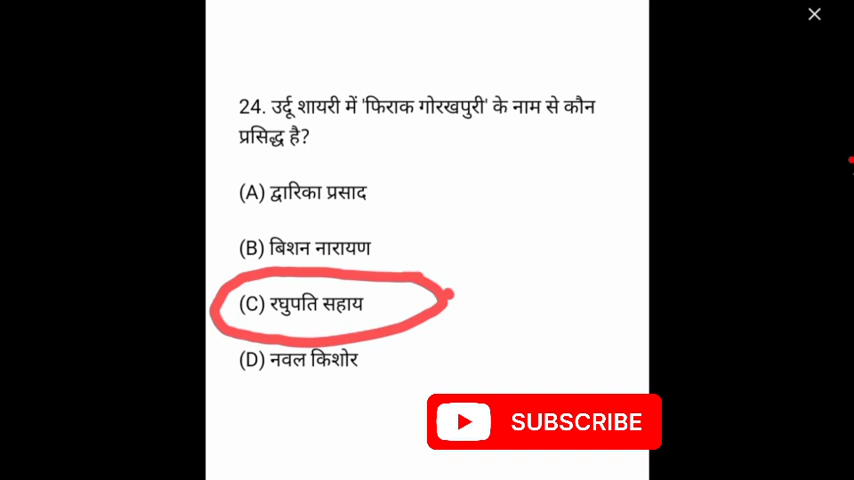 24. उर्दू शायरी में 'फिराक गोरखपुरी' के नाम से कौन
प्रसिद्ध है?
(A) द्वारिका प्रसाद
(B) बिशन नारायण
(C) रघुपति सहाय
(D) नवल किशोर
SUBSCRIBE